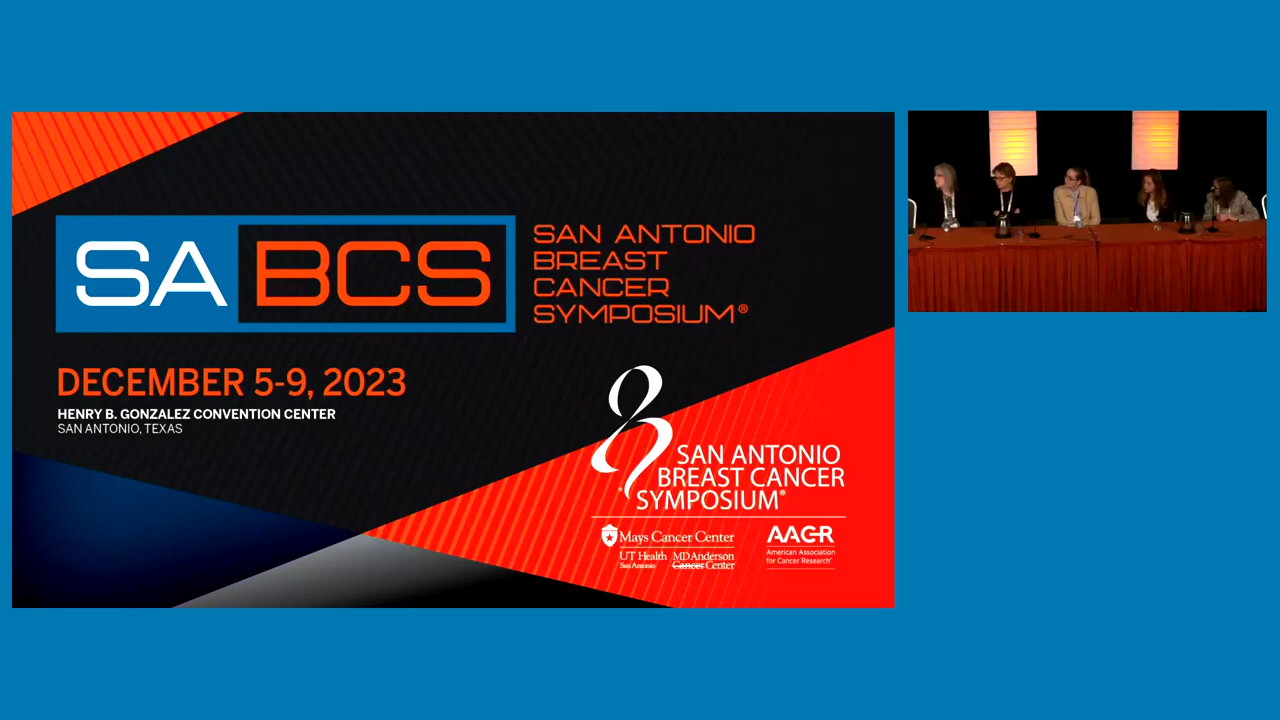 SA BCS
SAN ANTONIO
BREAST
CANCER
SYMPOSIUM®
DECEMBER 5-9, 2023
HENRY B. GONZALEZ CONVENTION CENTER
SAN ANTONIO, TEXAS
SAN ANTONIO
BREAST CANCER
SYMPOSIUM®
Mays Cancer Center
UT Health
San Antonio
MD Anderson
Cancer Center
AACR
American Association
for Cancer Research®